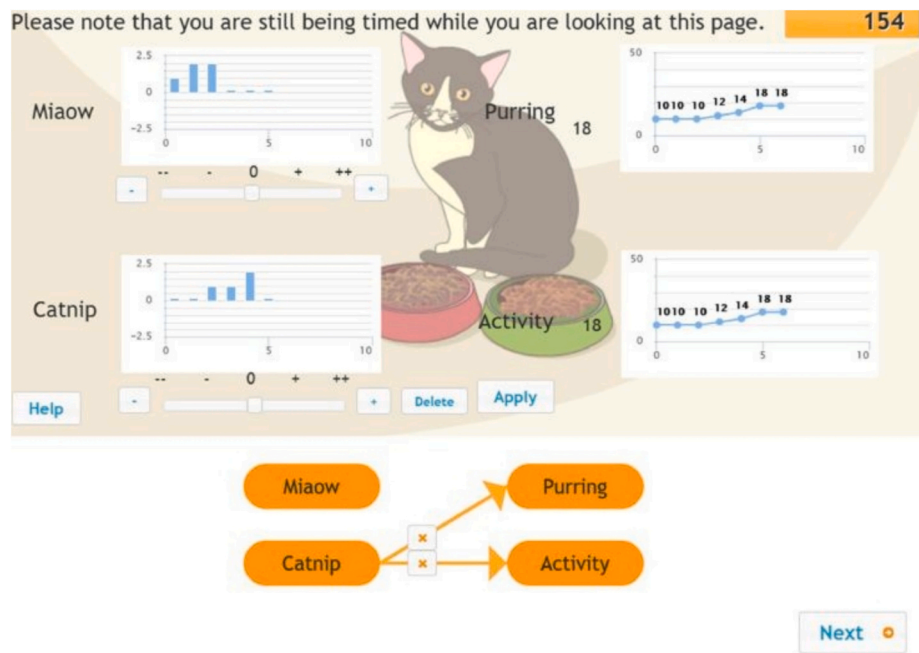 Please note that you are still being timed while you are looking at this page.
154
Miaow
2.5
0
-2.5
0
5
10
-- - 0 + ++
- +
Purring
18
50
0
10 10 10 12 14 18 18
0
5
10
Catnip
2.5
0
-2.5
0
5
10
-- - 0 + ++
- +
Delete
Apply
Activity
18
50
0
10 10 10 12 14 18 18
0
5
10
Help
Miaow
Purring
Catnip
Activity
x
x
Next